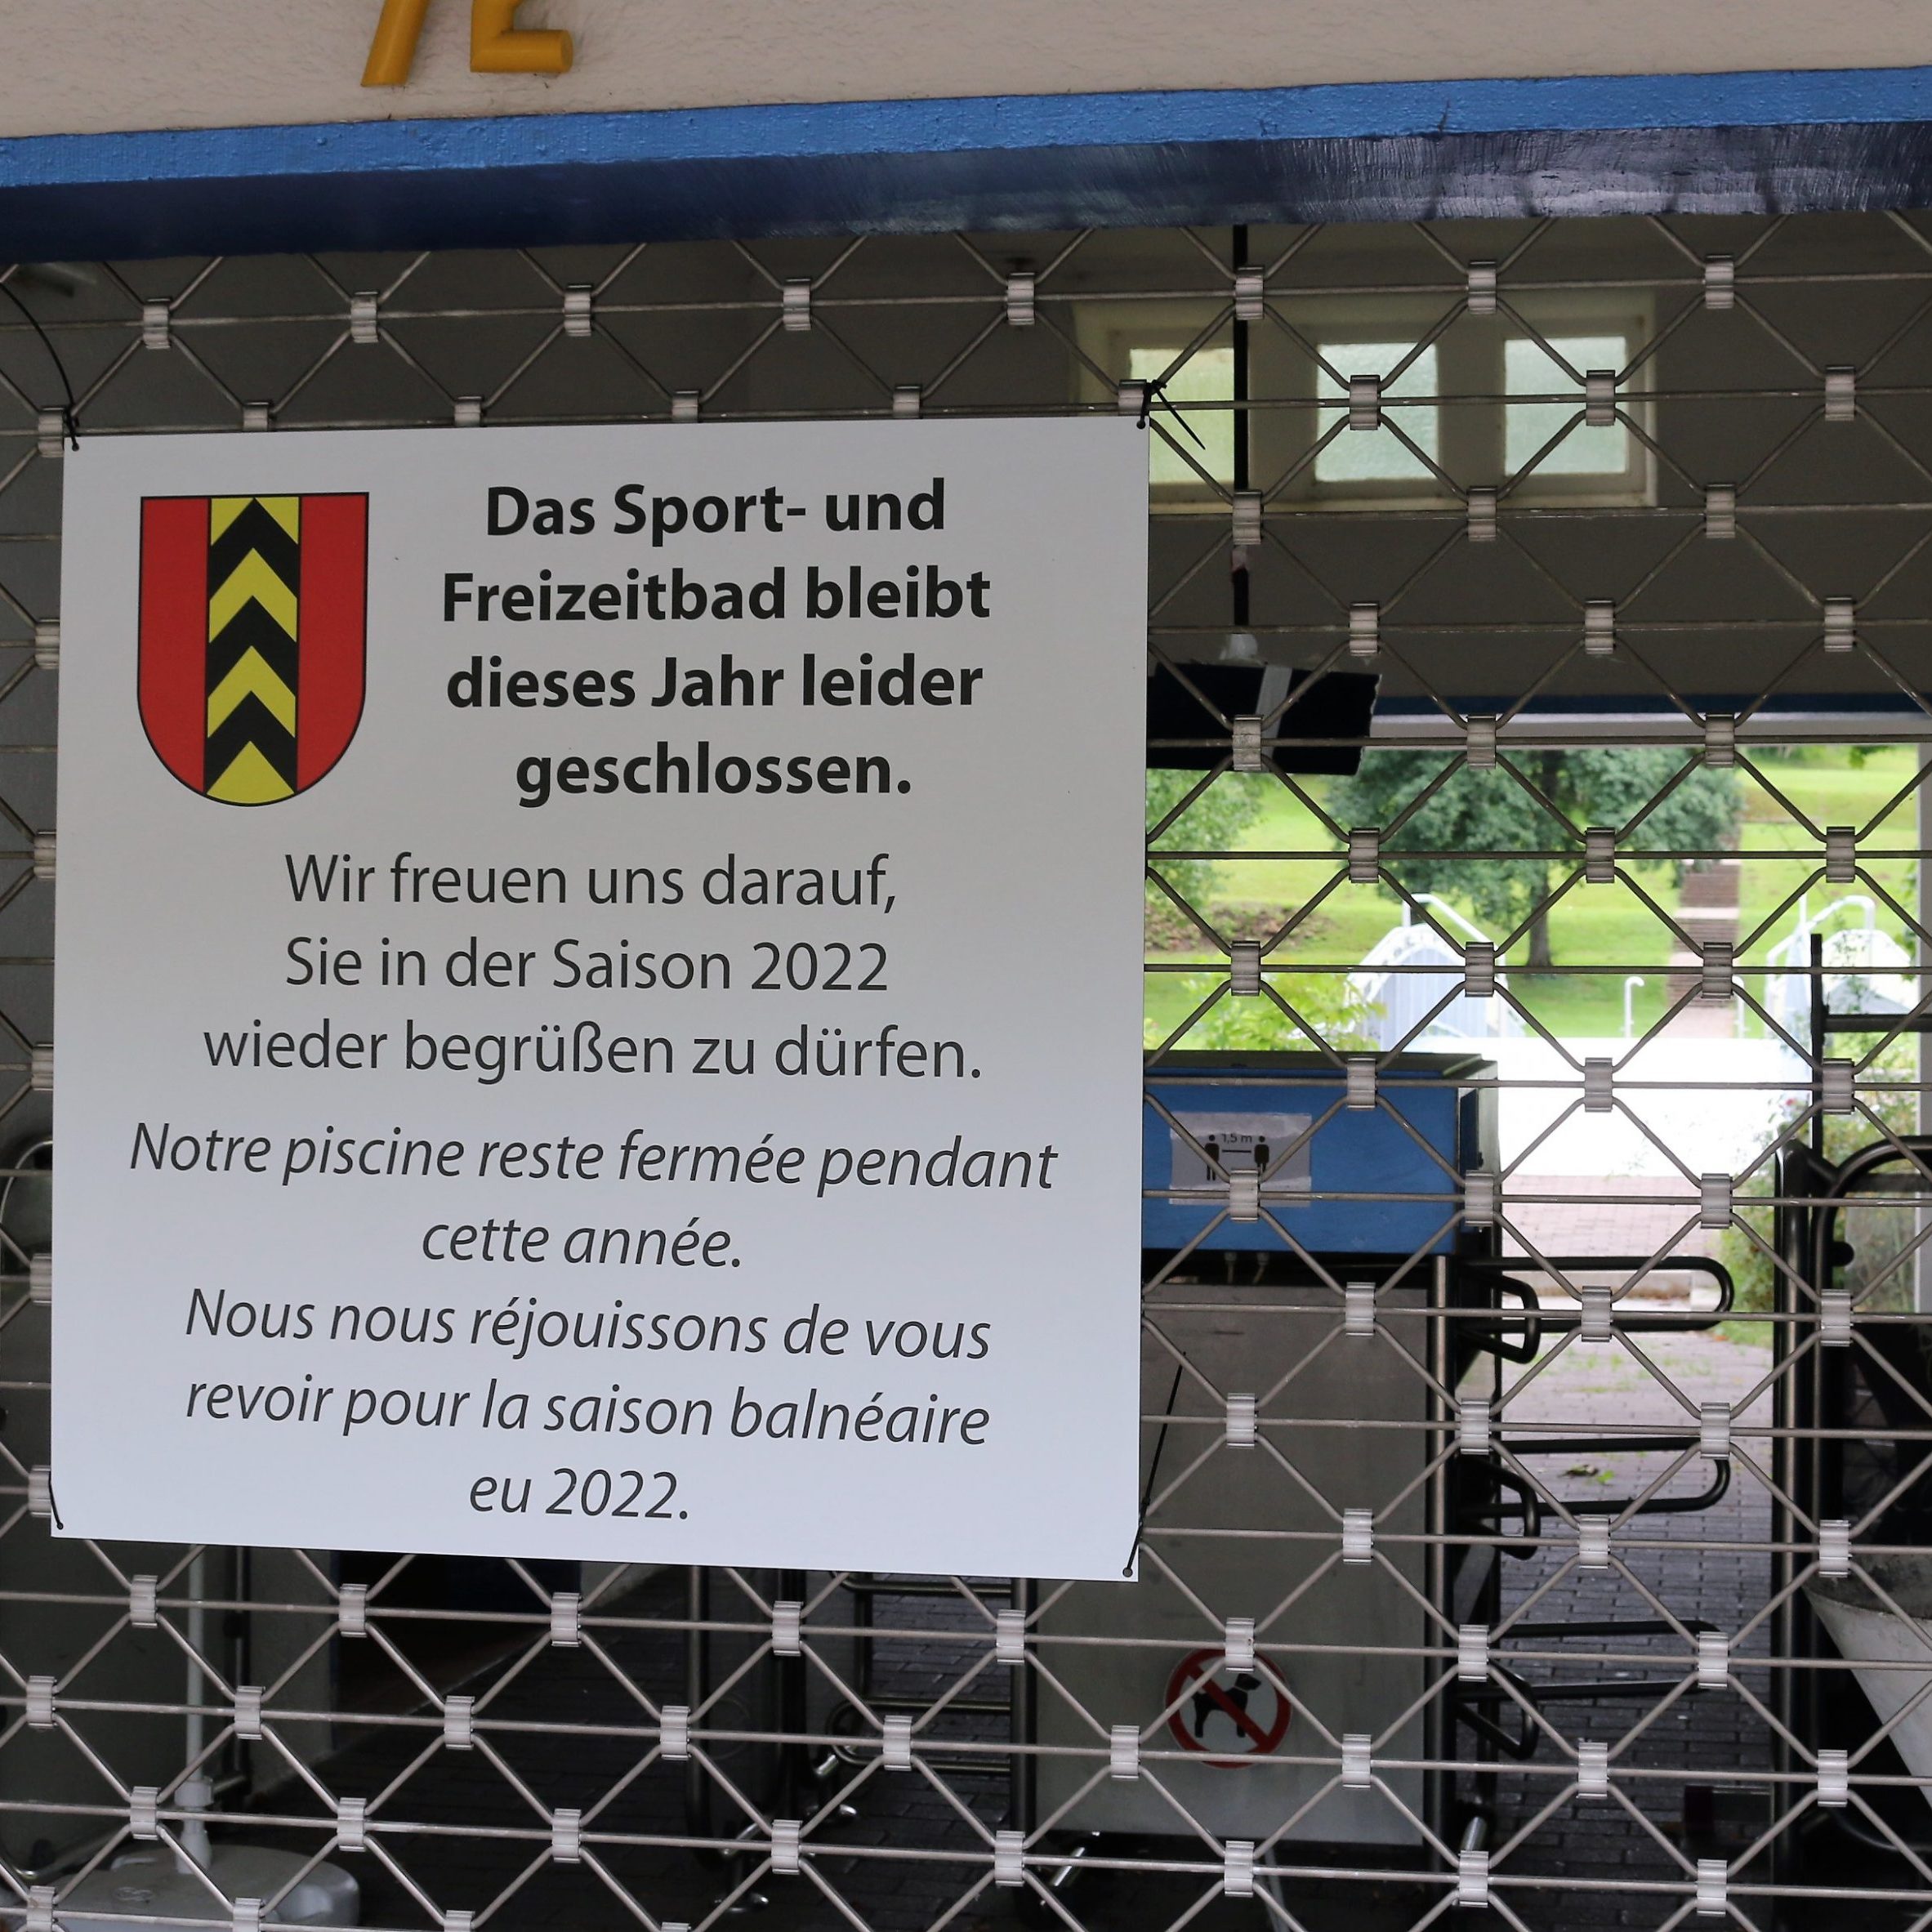 Das Sport- und
Freizeitbad bleibt
dieses Jahr leider
geschlossen.
Wir freuen uns darauf,
Sie in der Saison 2022
wieder begrüßen zu dürfen.
Notre piscine reste fermée pendant
cette année.
Nous nous réjouissons de vous
revoir pour la saison balnéaire
eu 2022.
1,5 m